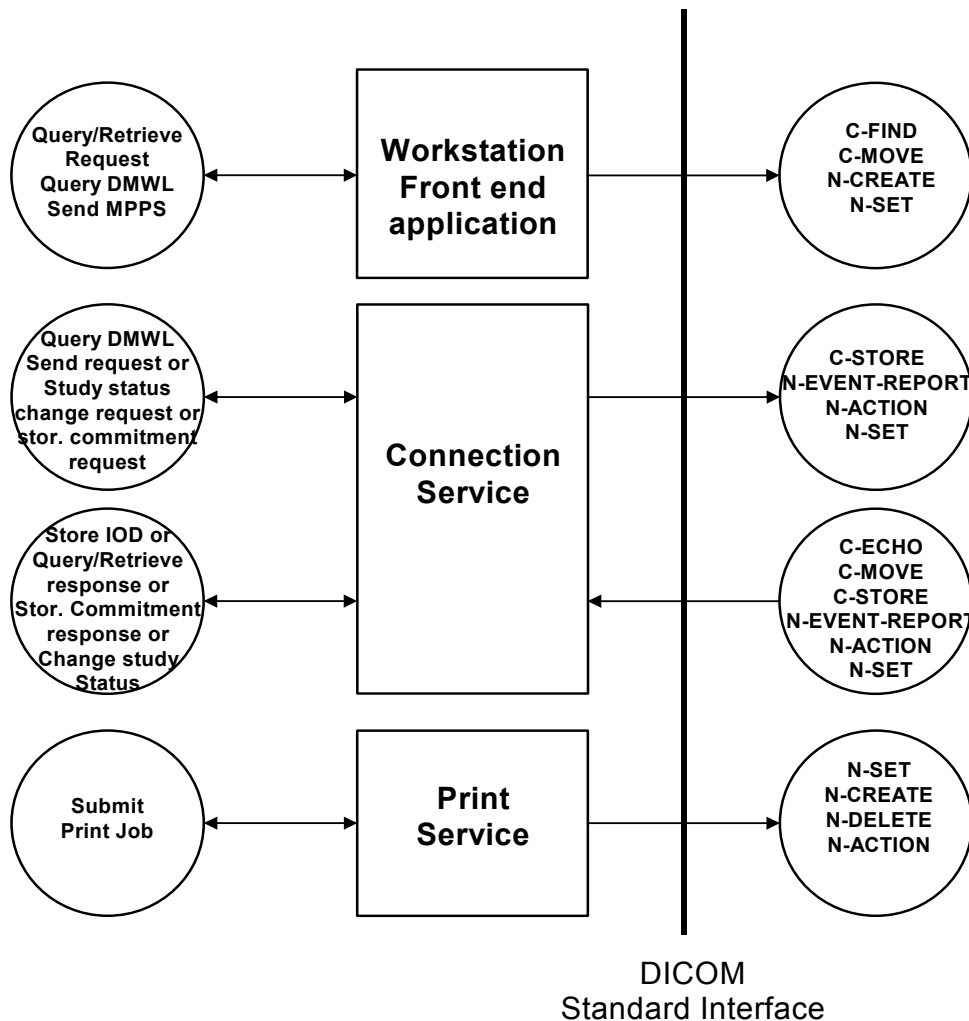 Query/Retrieve
Request
Query DMWL
Send MPPS
Workstation
Front end
application
C-FIND
C-MOVE
N-CREATE
N-SET
Query DMWL
Send request or
Study status
change request or
stor. commitment
request
Connection
Service
C-STORE
N-EVENT-REPORT
N-ACTION
N-SET
Store IOD or
Query/Retrieve
response or
Stor. Commitment
response or
Change study
Status
C-ECHO
C-MOVE
C-STORE
N-EVENT-REPORT
N-ACTION
N-SET
Submit
Print Job
Print
Service
N-SET
N-CREATE
N-DELETE
N-ACTION
DICOM
Standard Interface